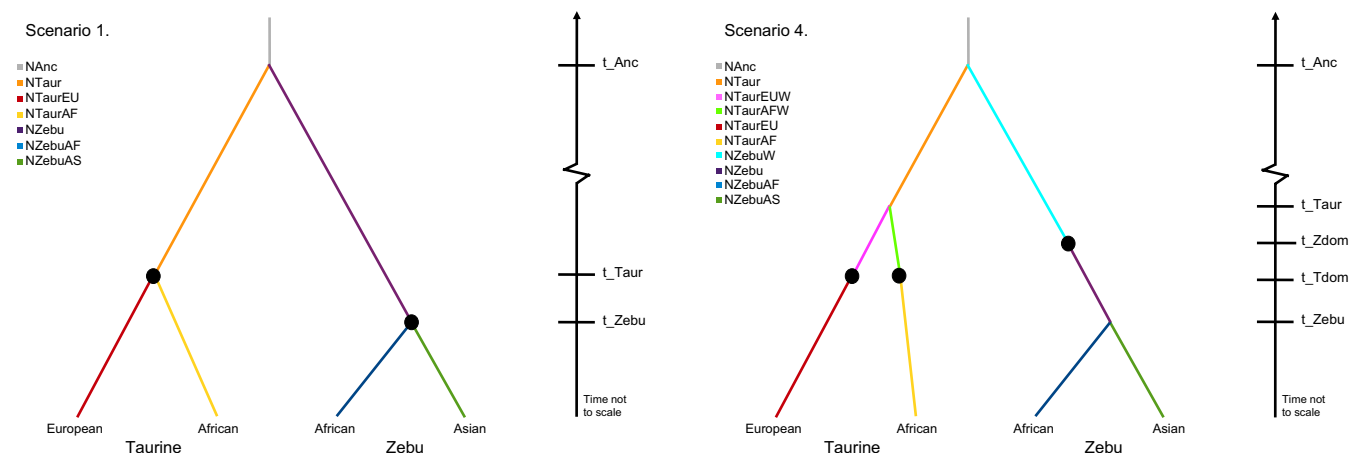 Scenario 1.
NAnc
NTaur
NTaurEU
NTaurAF
NZebu
NZebuAF
NZebuAS
t_Anc
t_Taur
t_Zebu
Time not
to scale
European
African
African
Asian
Taurine
Zebu
Scenario 4.
NAnc
NTaur
NTaurEUW
NTaurAFW
NTaurEU
NTaurAF
NZebuW
NZebu
NZebuAF
NZebuAS
t_Anc
t_Taur
t_Zdom
t_Tdom
t_Zebu
Time not
to scale
European
African
African
Asian
Taurine
Zebu